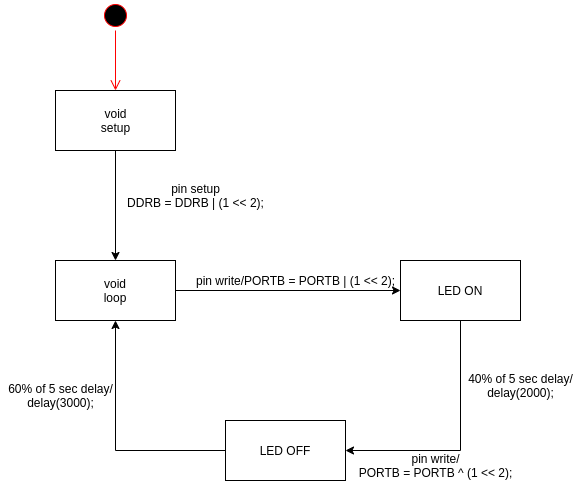 void
setup
pin setup
DDRB = DDRB | (1 << 2);
void
loop
pin write/PORTB = PORTB | (1 << 2);
LED ON
60% of 5 sec delay/
delay(3000);
40% of 5 sec delay/
delay(2000);
LED OFF
pin write/
PORTB = PORTB ^ (1 << 2);